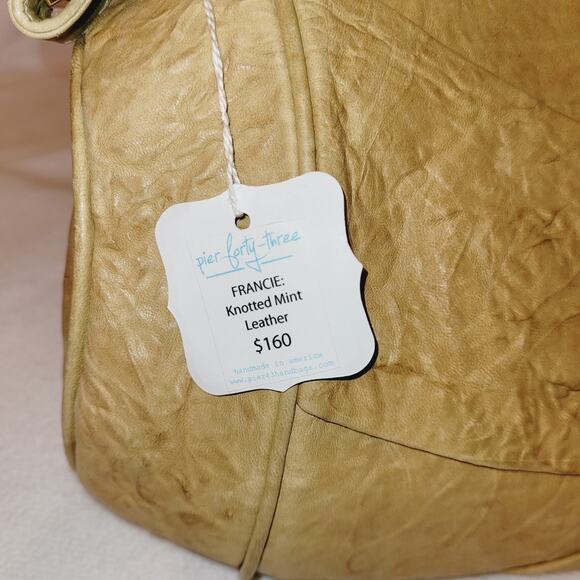 pier forty-three
FRANCIE:
Knotted Mint
Leather
$160
handmade in america
www.pier43handbags.com